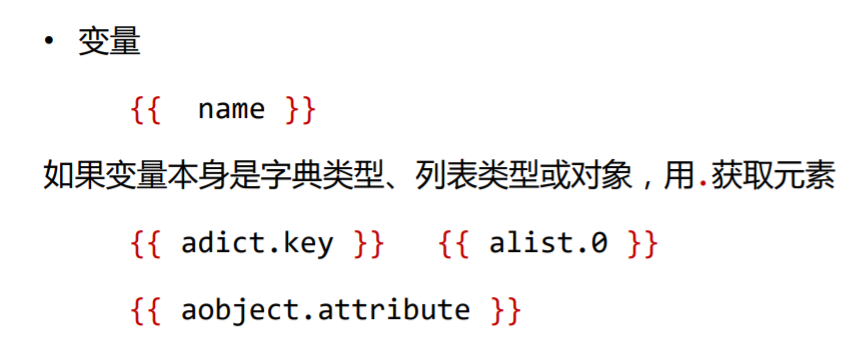 • 变量
{{  name }}
如果变量本身是字典类型、列表类型或对象，用.获取元素
{{ adict.key }}   {{ alist.0 }}
{{ aobject.attribute }}